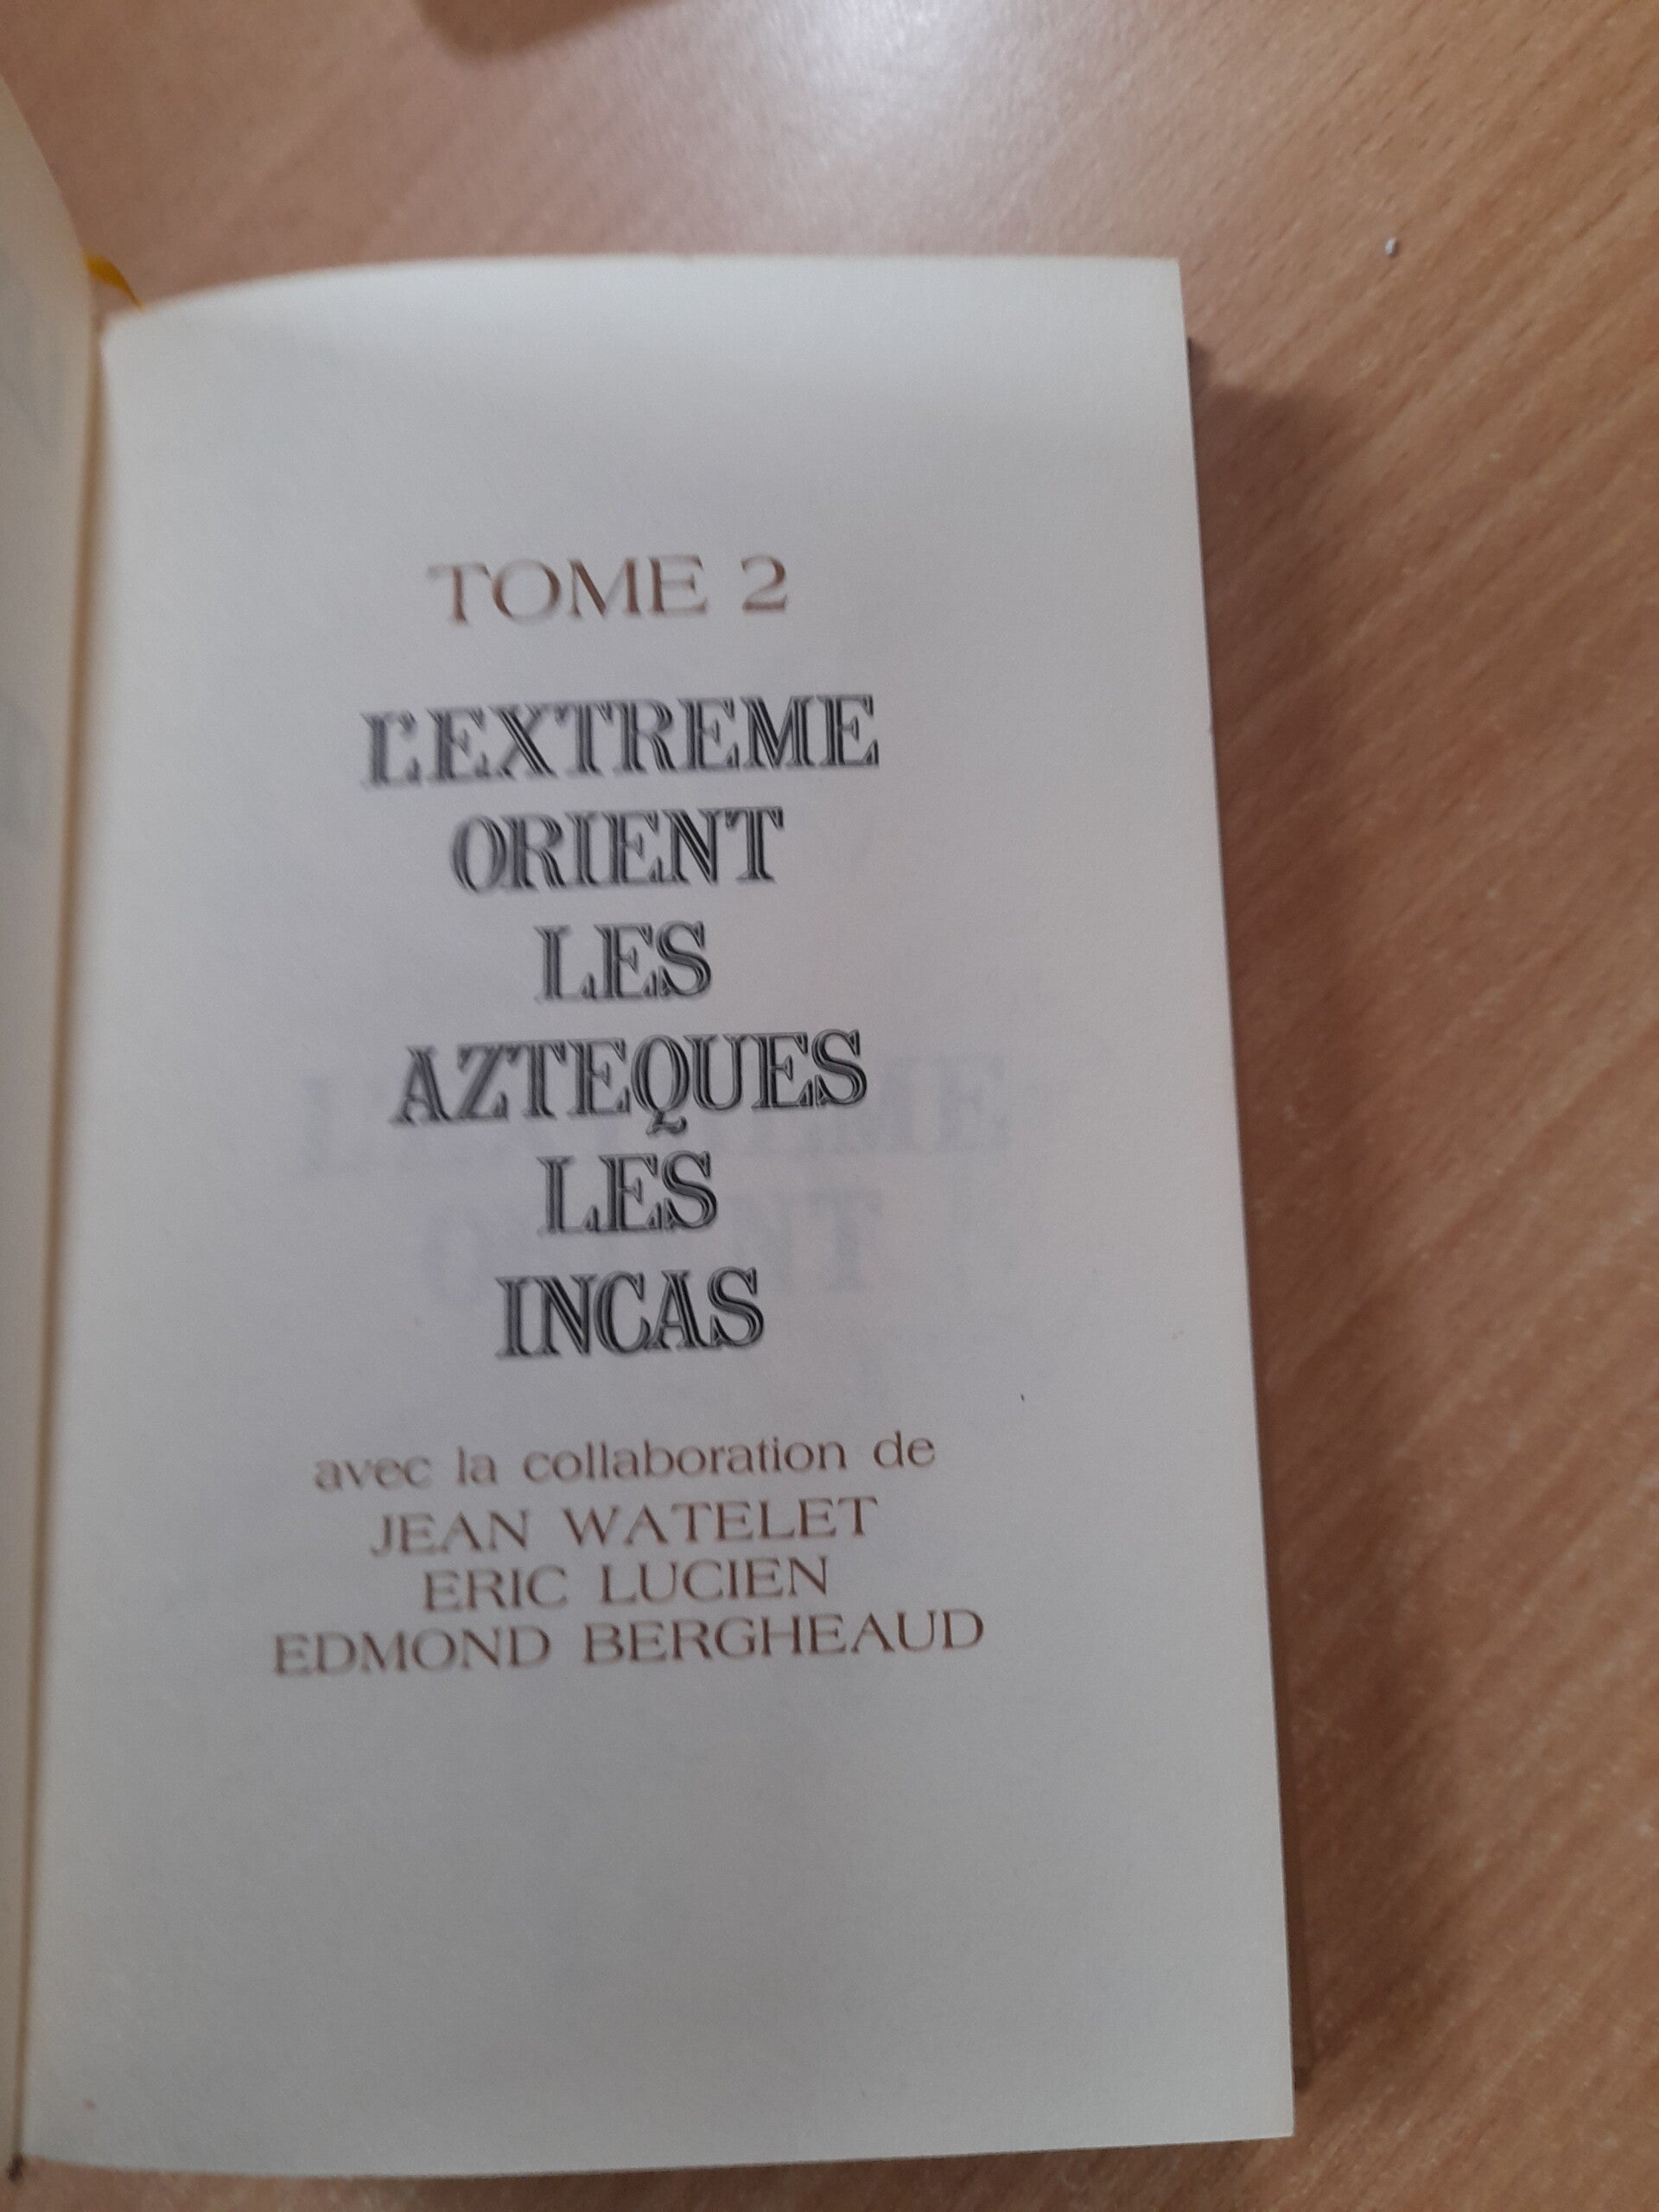 TOME 2
L'EXTREME
ORIENT
LES
AZTEQUES
LES
INCAS
avec la collaboration de
JEAN WATELET
ERIC LUCIEN
EDMOND BERGHEAUD